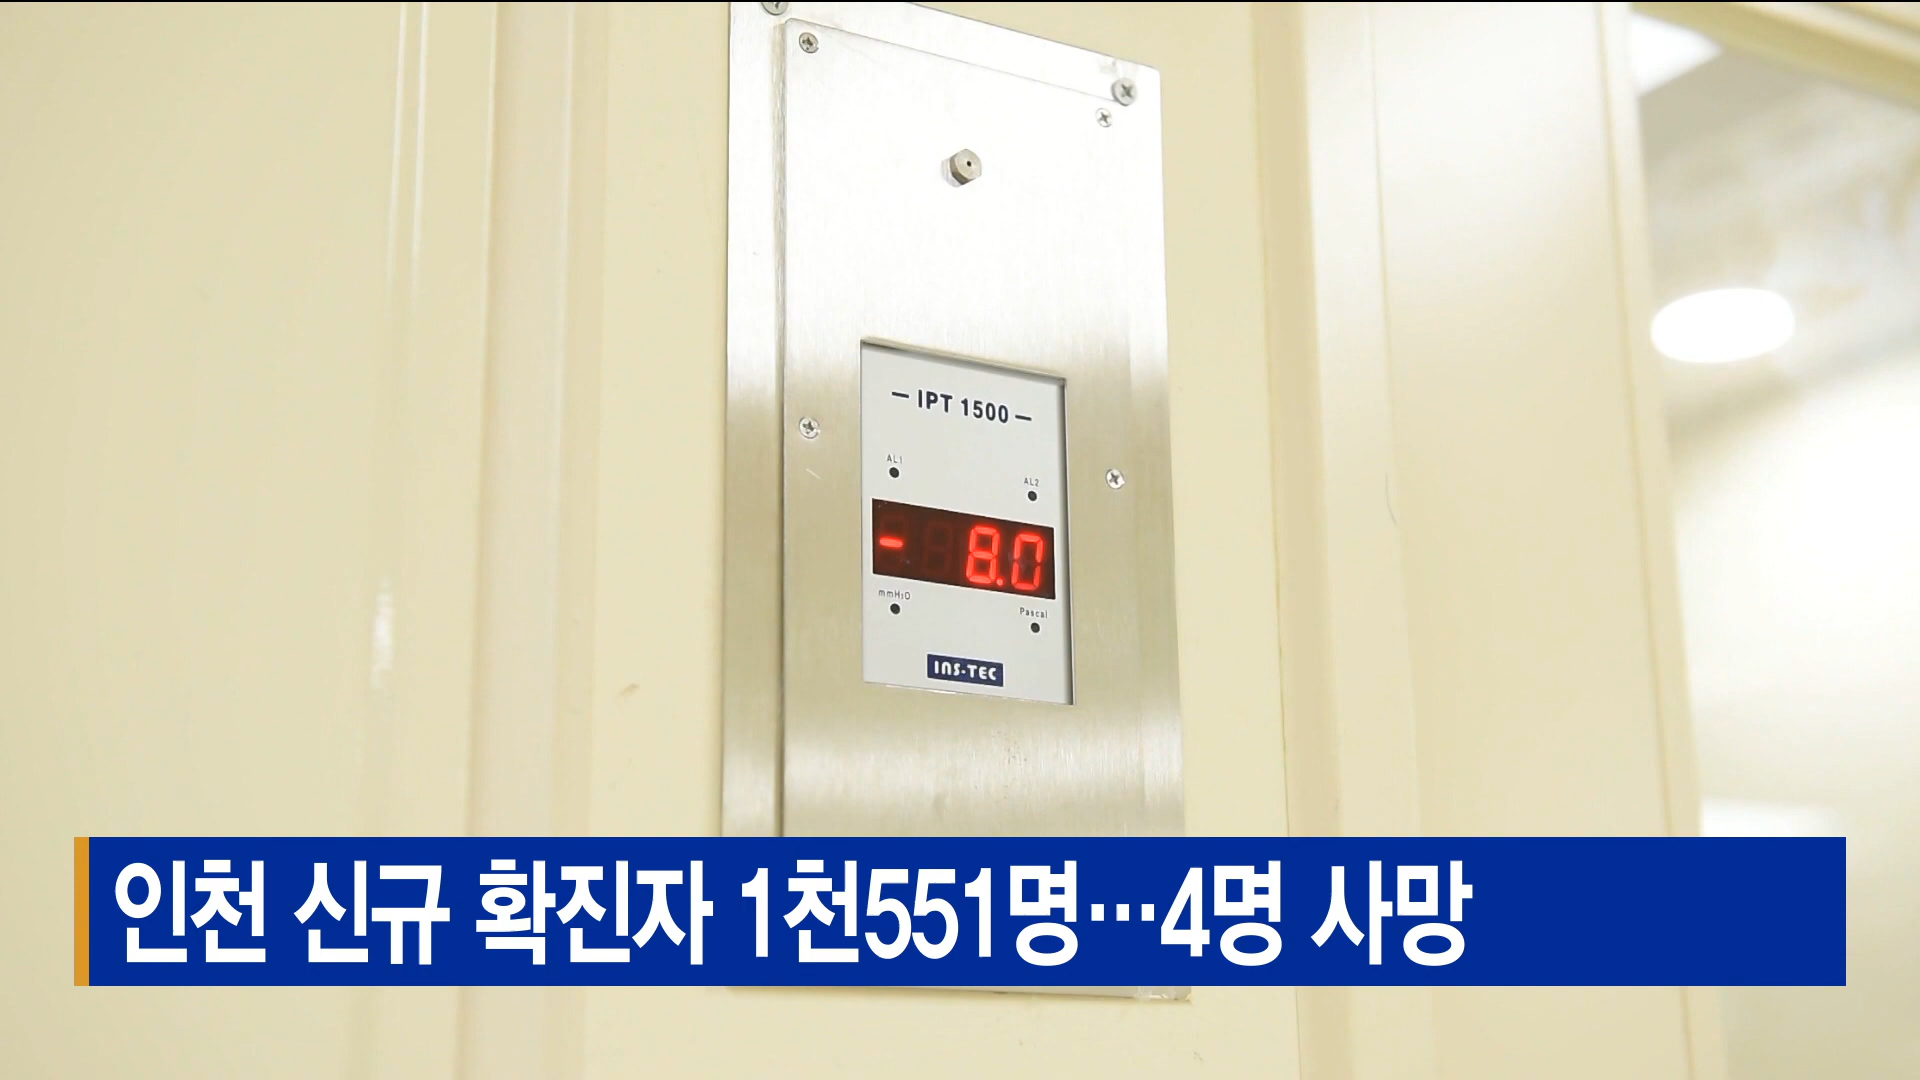 — IPT 1500 —
AL1
AL2
- 8.0
mmH₂O
Pascal
INS-TEC
인천 신규 확진자 1천551명…4명 사망